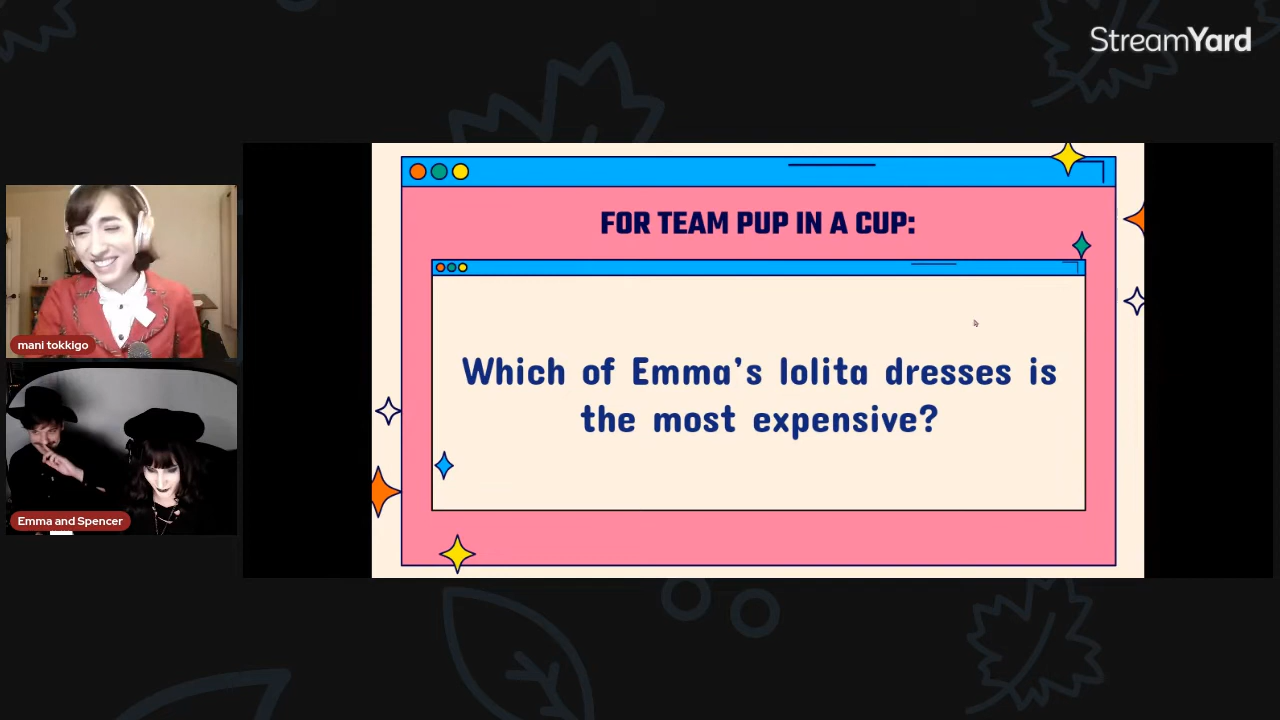 StreamYard
FOR TEAM PUP IN A CUP:
Which of Emma's lolita dresses is
the most expensive?
mani tokkigo
Emma and Spencer